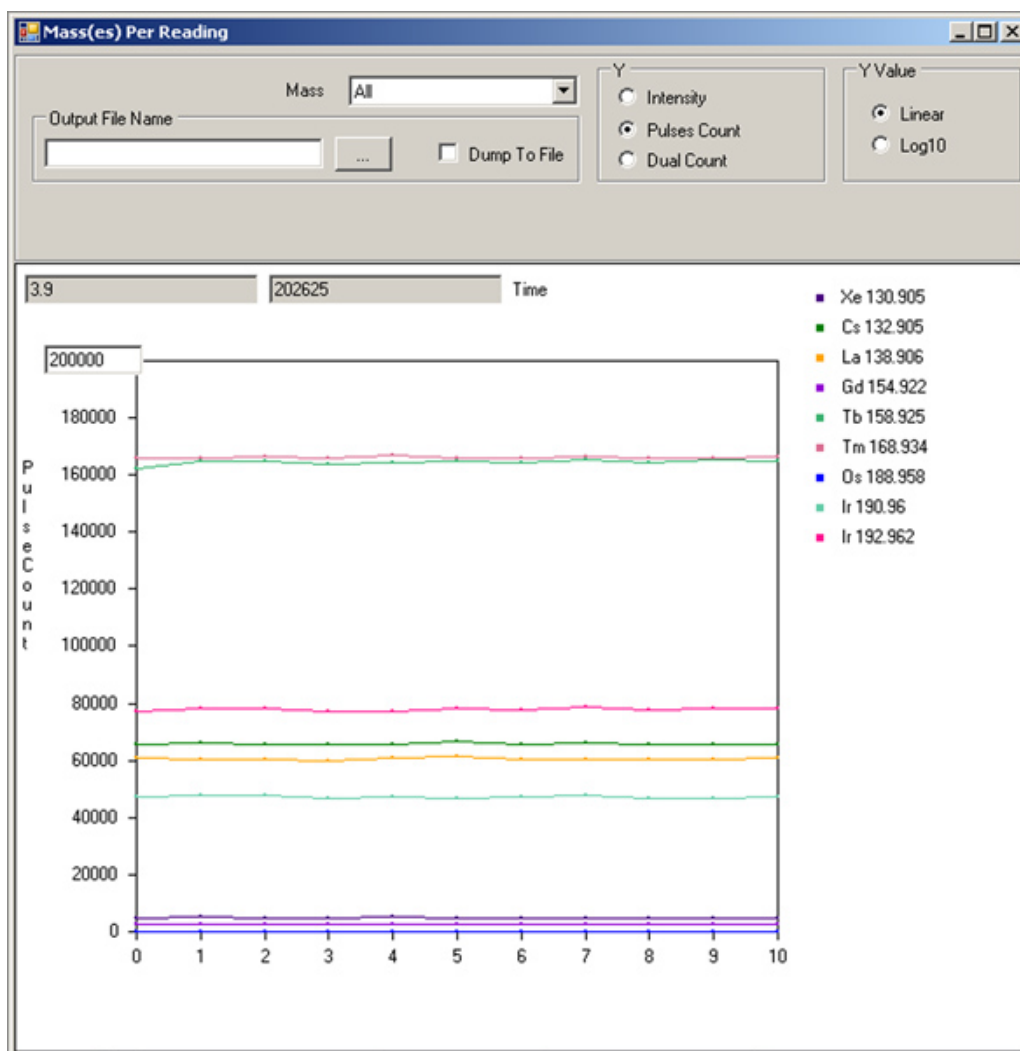 Mass(es) Per Reading
Mass All
Output File Name
...
Dump To File
Y
Intensity
Pulses Count
Dual Count
Y Value
Linear
Log10
3.9 202625 Time
Xe 130.905
Cs 132.905
La 138.906
Gd 154.922
Tb 158.925
Tm 168.934
Os 188.958
Ir 190.96
Ir 192.962
PulseCount
200000
180000
160000
140000
120000
100000
80000
60000
40000
20000
0
0 1 2 3 4 5 6 7 8 9 10